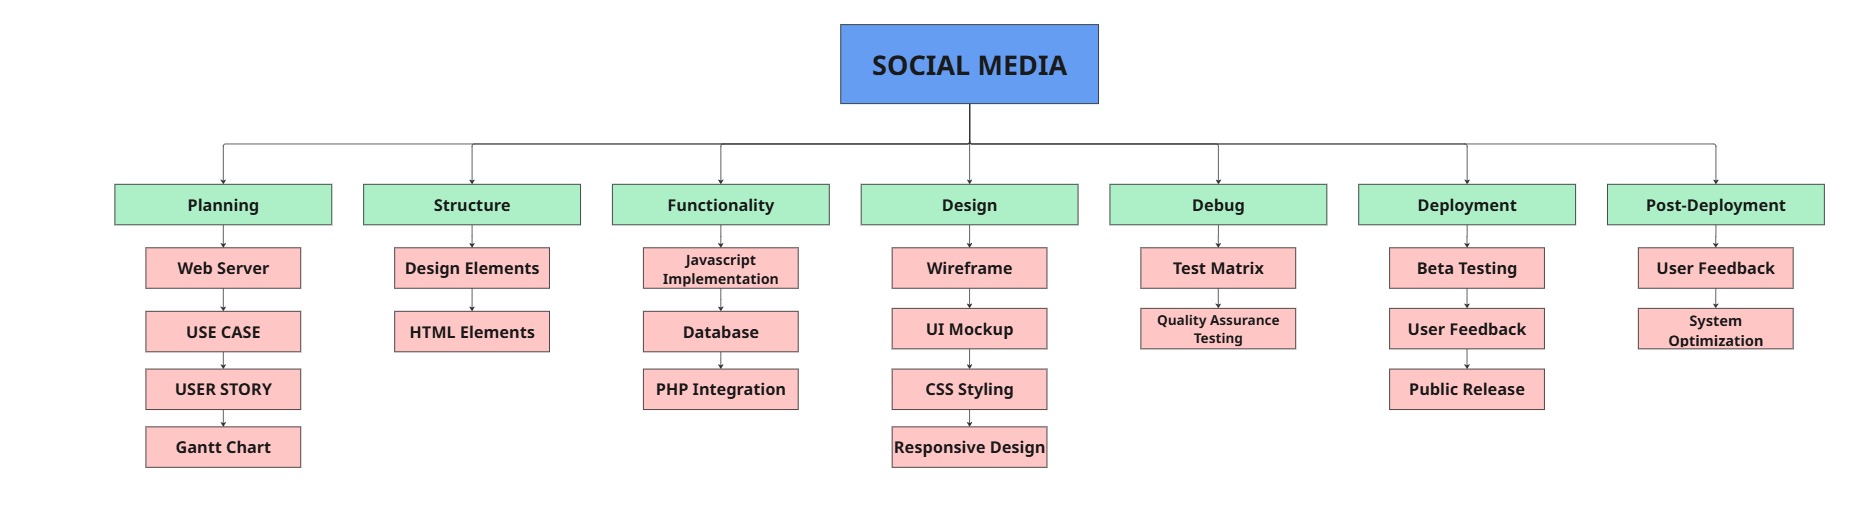 SOCIAL MEDIA
Planning
Structure
Functionality
Design
Debug
Deployment
Post-Deployment
Web Server
USE CASE
USER STORY
Gantt Chart
Design Elements
HTML Elements
Javascript
Implementation
Database
PHP Integration
Wireframe
UI Mockup
CSS Styling
Responsive Design
Test Matrix
Quality Assurance
Testing
Beta Testing
User Feedback
Public Release
User Feedback
System
Optimization